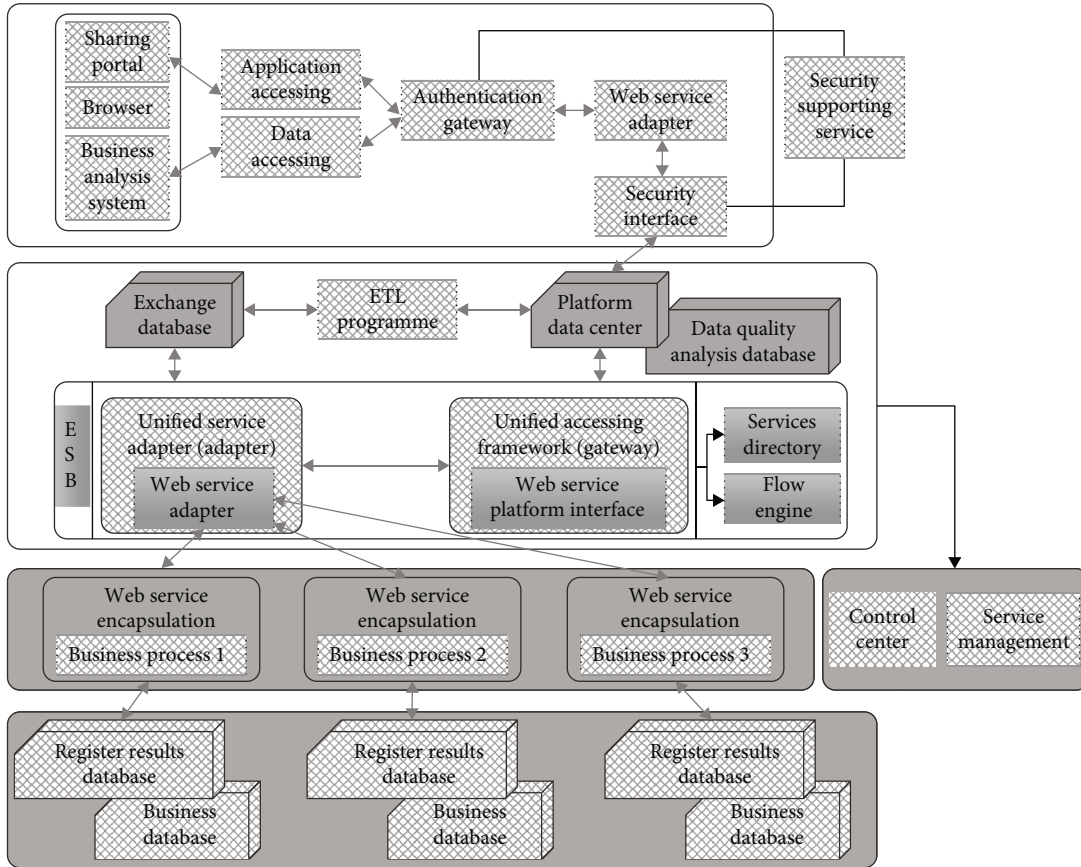 Sharing
portal
Browser
Business
analysis
system
Application
accessing
Data
accessing
Authentication
gateway
Web service
adapter
Security
interface
Security
supporting
service
Exchange
database
ETL
programme
Platform
data center
Data quality
analysis database
E
S
B
Unified service
adapter (adapter)
Web service
adapter
Unified accessing
framework (gateway)
Web service
platform interface
Services
directory
Flow
engine
Web service
encapsulation
Business process 1
Web service
encapsulation
Business process 2
Web service
encapsulation
Business process 3
Control
center
Service
management
Register results
database
Business
database
Register results
database
Business
database
Register results
database
Business
database